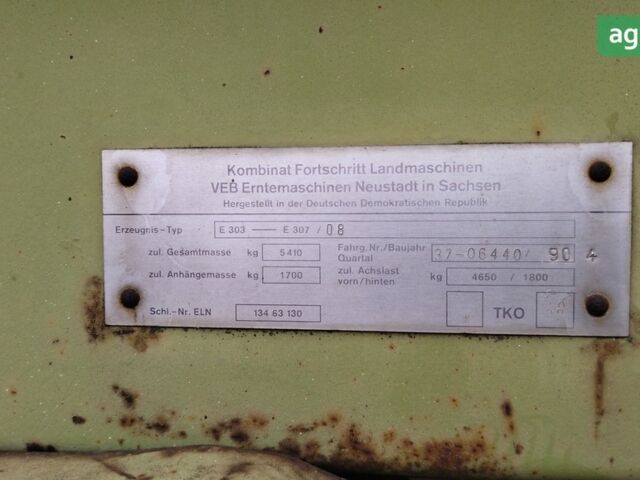 ag
Kombinat Fortschritt Landmaschinen
VEB Erntemaschinen Neustadt in Sachsen
Hergestellt in der Deutschen Demokratischen Republik
Erzeugnis-Typ E 303 — E 307 / 08
zul. Gesamtmasse kg 5410 Fahrg. Nr./Baujahr Quartal 37-06440/ 90 4
zul. Anhängemasse kg 1700 zul. Achslast vorn/hinten kg 4650 / 1800
Schl.-Nr. ELN 134 63 130 TKO